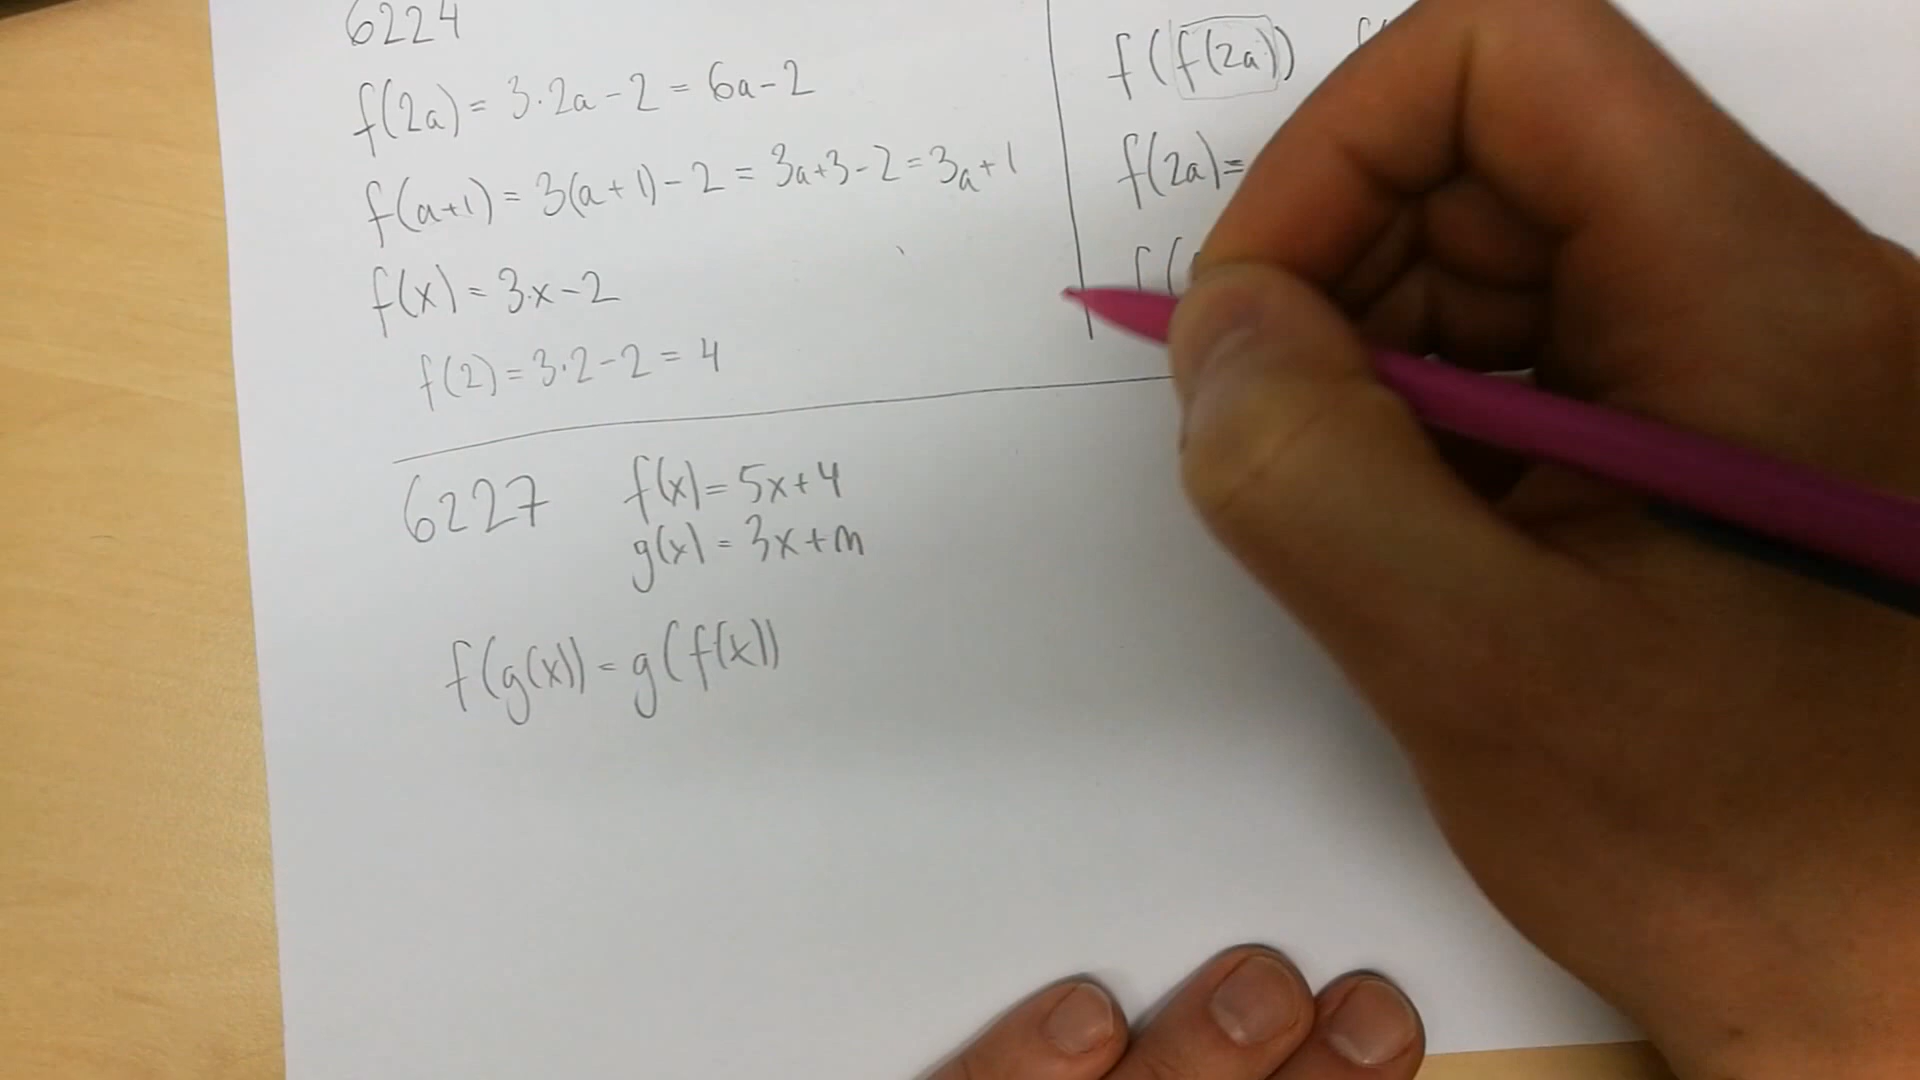 6224
f(2a) = 3·2a-2 = 6a-2
f(a+1) = 3(a+1)-2 = 3a+3-2 = 3a+1
f(x) = 3·x-2
f(2) = 3·2-2 = 4
f(f(2a))
f(2a)=
6227 f(x) = 5x+4
g(x) = 3x+m
f(g(x)) = g(f(x))